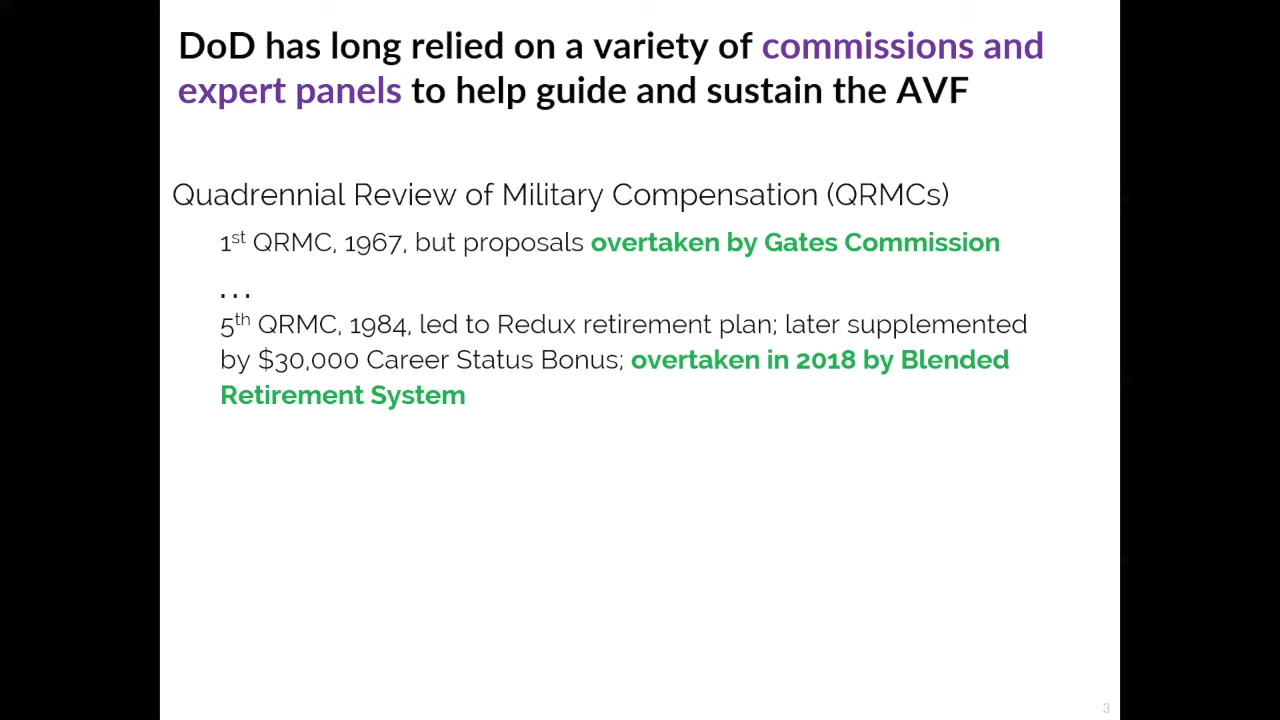 DoD has long relied on a variety of commissions and
expert panels to help guide and sustain the AVF
Quadrennial Review of Military Compensation (QRMCs)
1st QRMC, 1967, but proposals overtaken by Gates Commission
...
5th QRMC, 1984, led to Redux retirement plan; later supplemented
by $30,000 Career Status Bonus; overtaken in 2018 by Blended
Retirement System
3